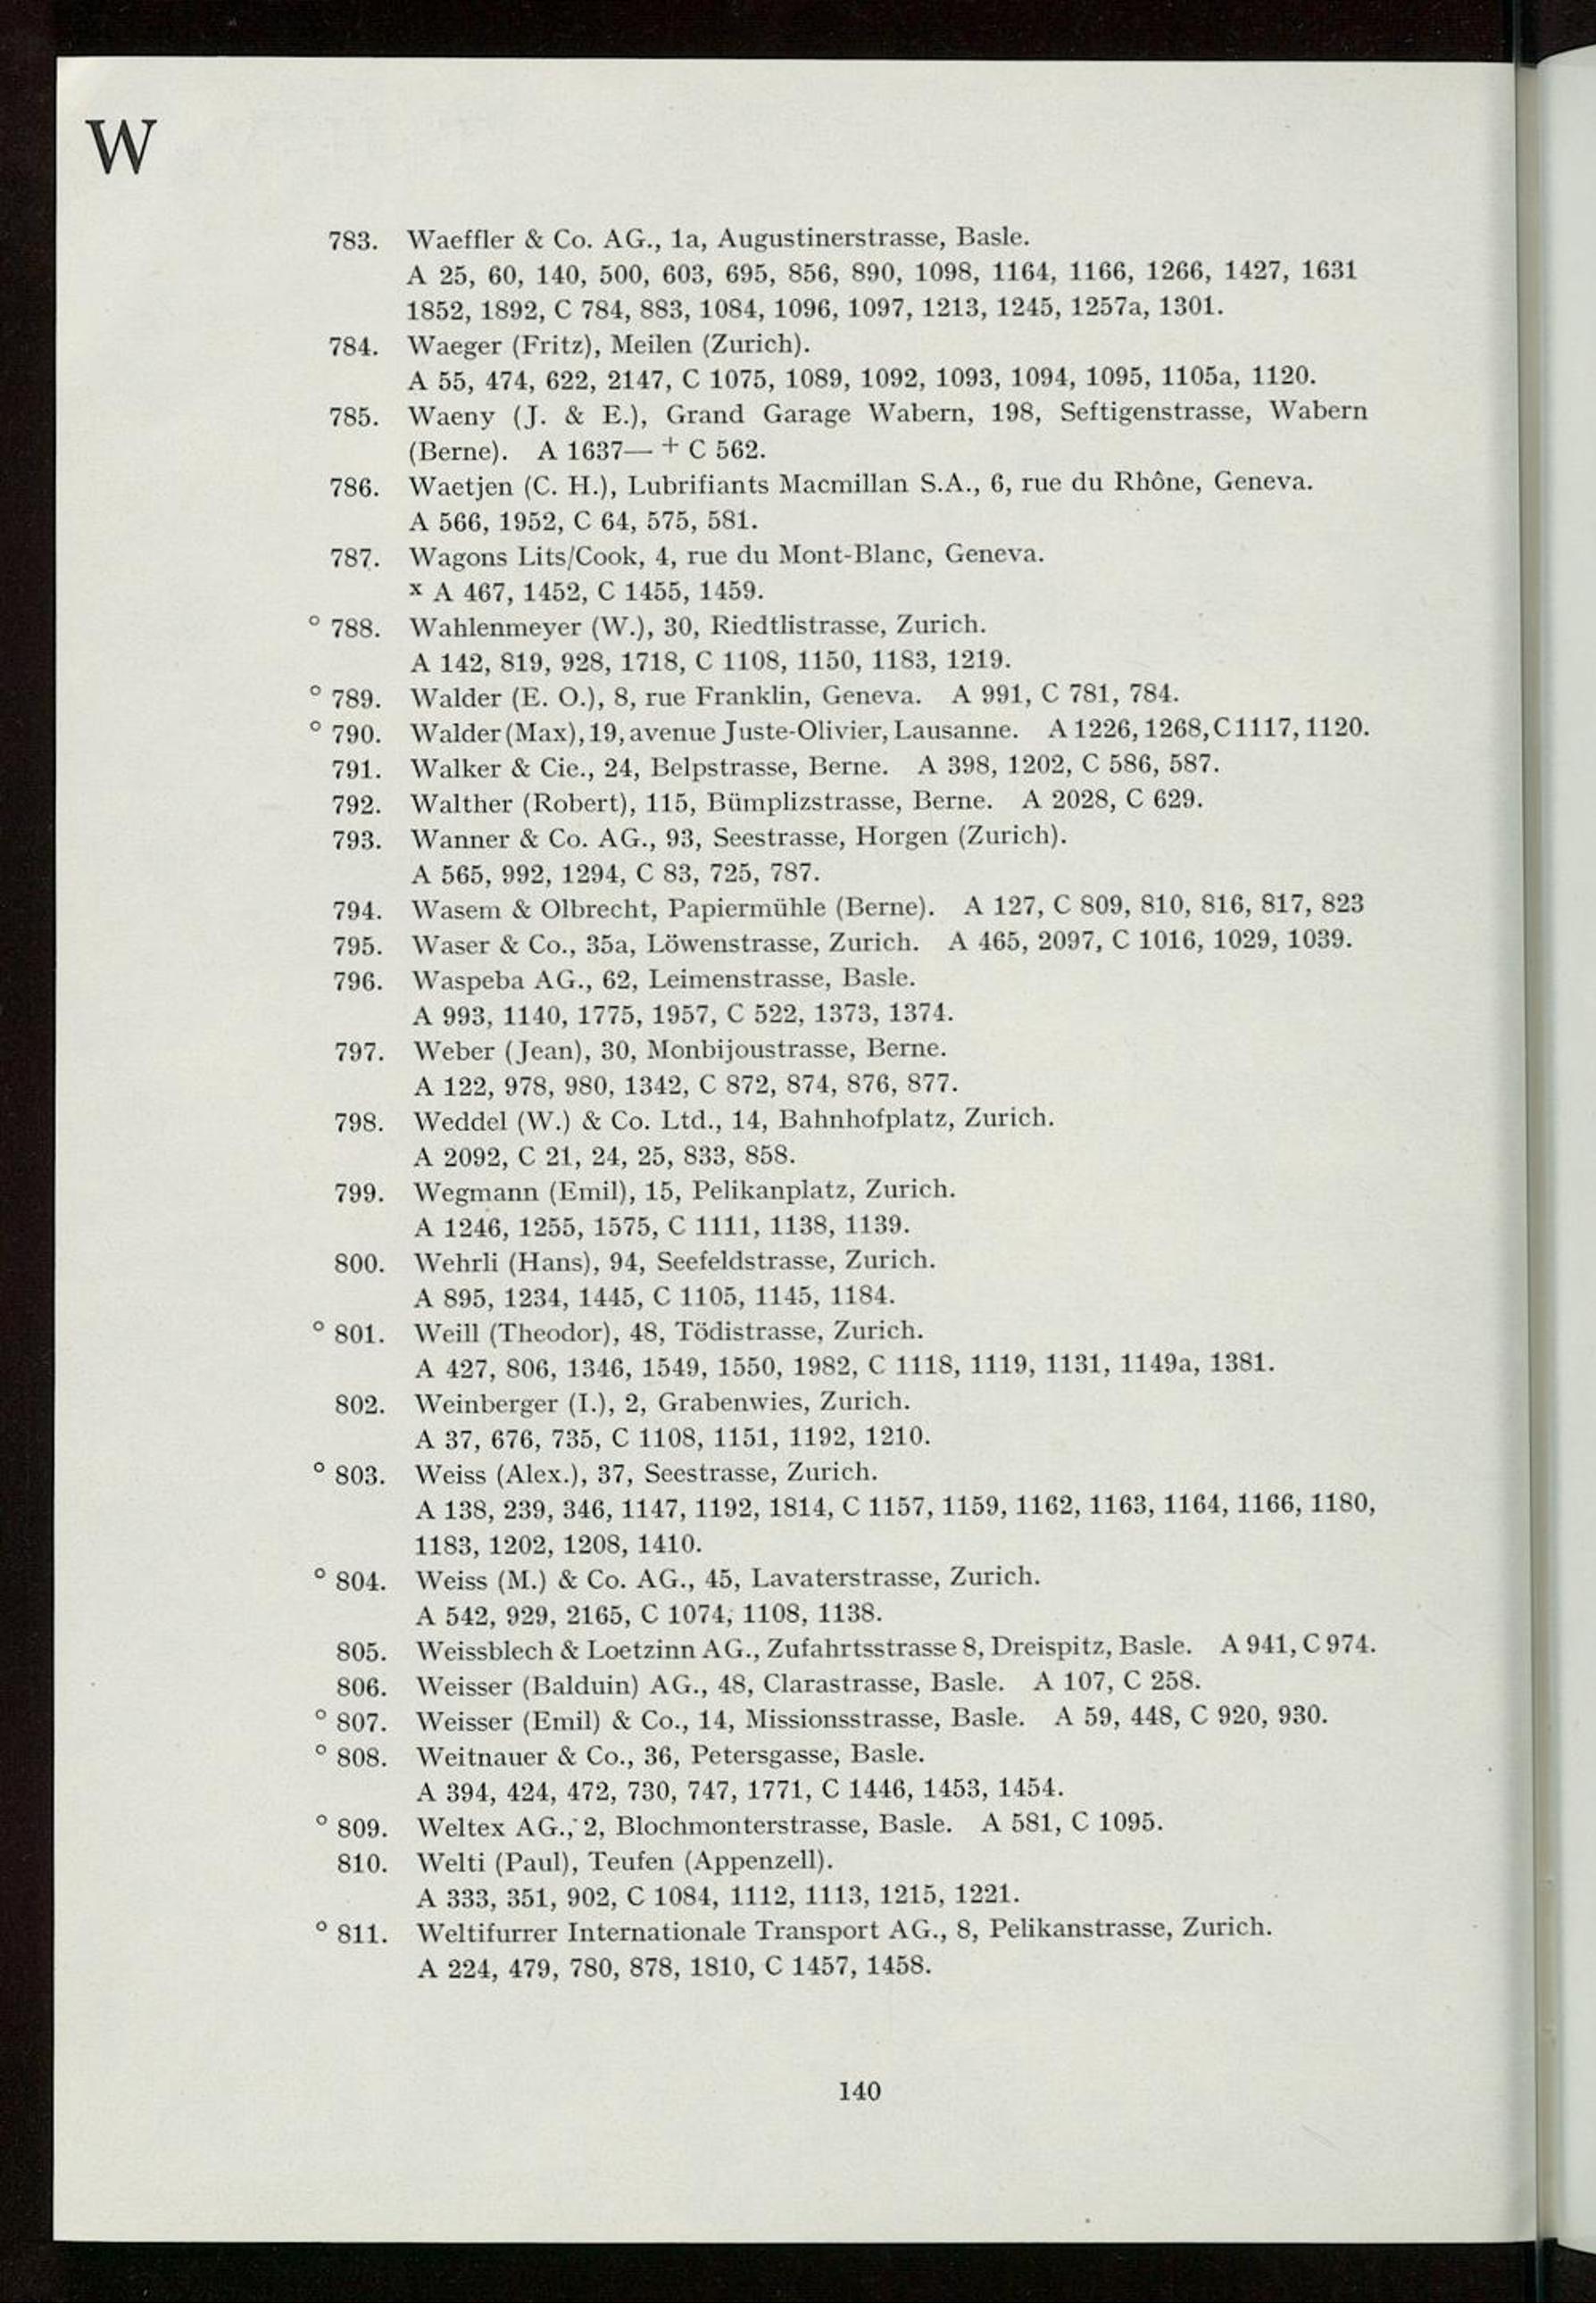 W
783. Waeffler & Co. AG., 1a, Augustinerstrasse, Basle.
A 25, 60, 140, 500, 603, 695, 856, 890, 1098, 1164, 1166, 1266, 1427, 1631
1852, 1892, C 784, 883, 1084, 1096, 1097, 1213, 1245, 1257a, 1301.
784. Waeger (Fritz), Meilen (Zurich).
A 55, 474, 622, 2147, C 1075, 1089, 1092, 1093, 1094, 1095, 1105a, 1120.
785. Waeny (J. & E.), Grand Garage Wabern, 198, Seftigenstrasse, Wabern
(Berne). A 1637— + C 562.
786. Waetjen (C. H.), Lubrifiants Macmillan S.A., 6, rue du Rhône, Geneva.
A 566, 1952, C 64, 575, 581.
787. Wagons Lits/Cook, 4, rue du Mont-Blanc, Geneva.
x A 467, 1452, C 1455, 1459.
° 788. Wahlenmeyer (W.), 30, Riedtlistrasse, Zurich.
A 142, 819, 928, 1718, C 1108, 1150, 1183, 1219.
° 789. Walder (E. O.), 8, rue Franklin, Geneva. A 991, C 781, 784.
° 790. Walder (Max), 19, avenue Juste-Olivier, Lausanne. A 1226, 1268, C 1117, 1120.
791. Walker & Cie., 24, Belpstrasse, Berne. A 398, 1202, C 586, 587.
792. Walther (Robert), 115, Bümplizstrasse, Berne. A 2028, C 629.
793. Wanner & Co. AG., 93, Seestrasse, Horgen (Zurich).
A 565, 992, 1294, C 83, 725, 787.
794. Wasem & Olbrecht, Papiermühle (Berne). A 127, C 809, 810, 816, 817, 823
795. Waser & Co., 35a, Löwenstrasse, Zurich. A 465, 2097, C 1016, 1029, 1039.
796. Waspeba AG., 62, Leimenstrasse, Basle.
A 993, 1140, 1775, 1957, C 522, 1373, 1374.
797. Weber (Jean), 30, Monbijoustrasse, Berne.
A 122, 978, 980, 1342, C 872, 874, 876, 877.
798. Weddel (W.) & Co. Ltd., 14, Bahnhofplatz, Zurich.
A 2092, C 21, 24, 25, 833, 858.
799. Wegmann (Emil), 15, Pelikanplatz, Zurich.
A 1246, 1255, 1575, C 1111, 1138, 1139.
800. Wehrli (Hans), 94, Seefeldstrasse, Zurich.
A 895, 1234, 1445, C 1105, 1145, 1184.
° 801. Weill (Theodor), 48, Tödistrasse, Zurich.
A 427, 806, 1346, 1549, 1550, 1982, C 1118, 1119, 1131, 1149a, 1381.
802. Weinberger (I.), 2, Grabenwies, Zurich.
A 37, 676, 735, C 1108, 1151, 1192, 1210.
° 803. Weiss (Alex.), 37, Seestrasse, Zurich.
A 138, 239, 346, 1147, 1192, 1814, C 1157, 1159, 1162, 1163, 1164, 1166, 1180,
1183, 1202, 1208, 1410.
° 804. Weiss (M.) & Co. AG., 45, Lavaterstrasse, Zurich.
A 542, 929, 2165, C 1074, 1108, 1138.
805. Weissblech & Loetzinn AG., Zufahrtsstrasse 8, Dreispitz, Basle. A 941, C 974.
806. Weisser (Balduin) AG., 48, Clarastrasse, Basle. A 107, C 258.
° 807. Weisser (Emil) & Co., 14, Missionsstrasse, Basle. A 59, 448, C 920, 930.
° 808. Weitnauer & Co., 36, Petersgasse, Basle.
A 394, 424, 472, 730, 747, 1771, C 1446, 1453, 1454.
° 809. Weltex AG., 2, Blochmonterstrasse, Basle. A 581, C 1095.
810. Welti (Paul), Teufen (Appenzell).
A 333, 351, 902, C 1084, 1112, 1113, 1215, 1221.
° 811. Weltifurrer Internationale Transport AG., 8, Pelikanstrasse, Zurich.
A 224, 479, 780, 878, 1810, C 1457, 1458.
140